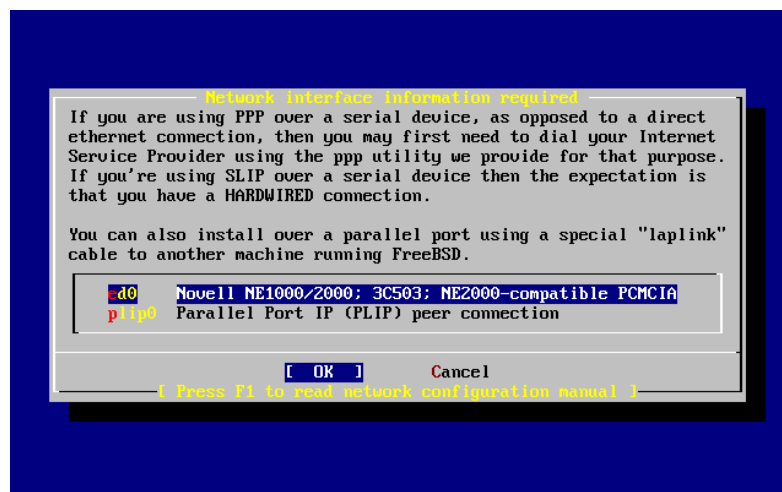 Network interface information required
If you are using PPP over a serial device, as opposed to a direct
ethernet connection, then you may first need to dial your Internet
Service Provider using the ppp utility we provide for that purpose.
If you're using SLIP over a serial device then the expectation is
that you have a HARDWIRED connection.
You can also install over a parallel port using a special "laplink"
cable to another machine running FreeBSD.
ed0 Novell NE1000/2000; 3C503; NE2000-compatible PCMCIA
plip0 Parallel Port IP (PLIP) peer connection
[ OK ] Cancel
[ Press F1 to read network configuration manual ]